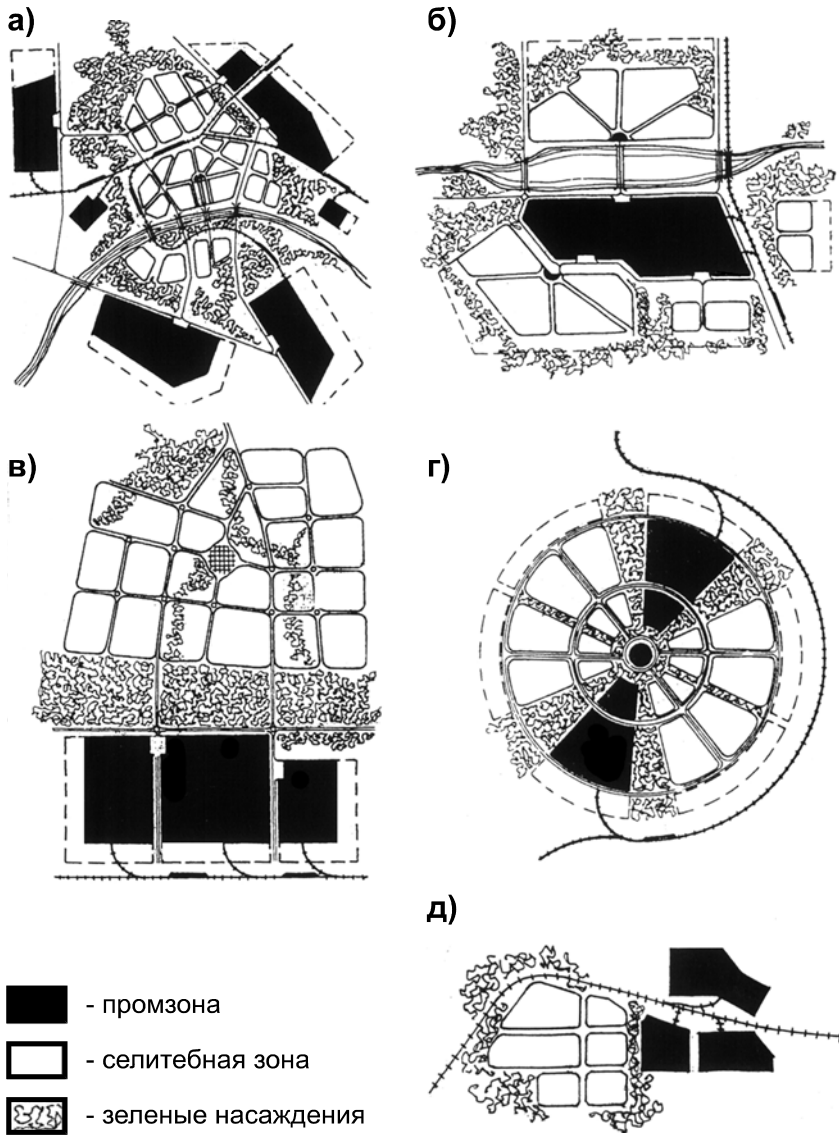 а)
б)
в)
г)
д)
- промзона
- селитебная зона
- зеленые насаждения